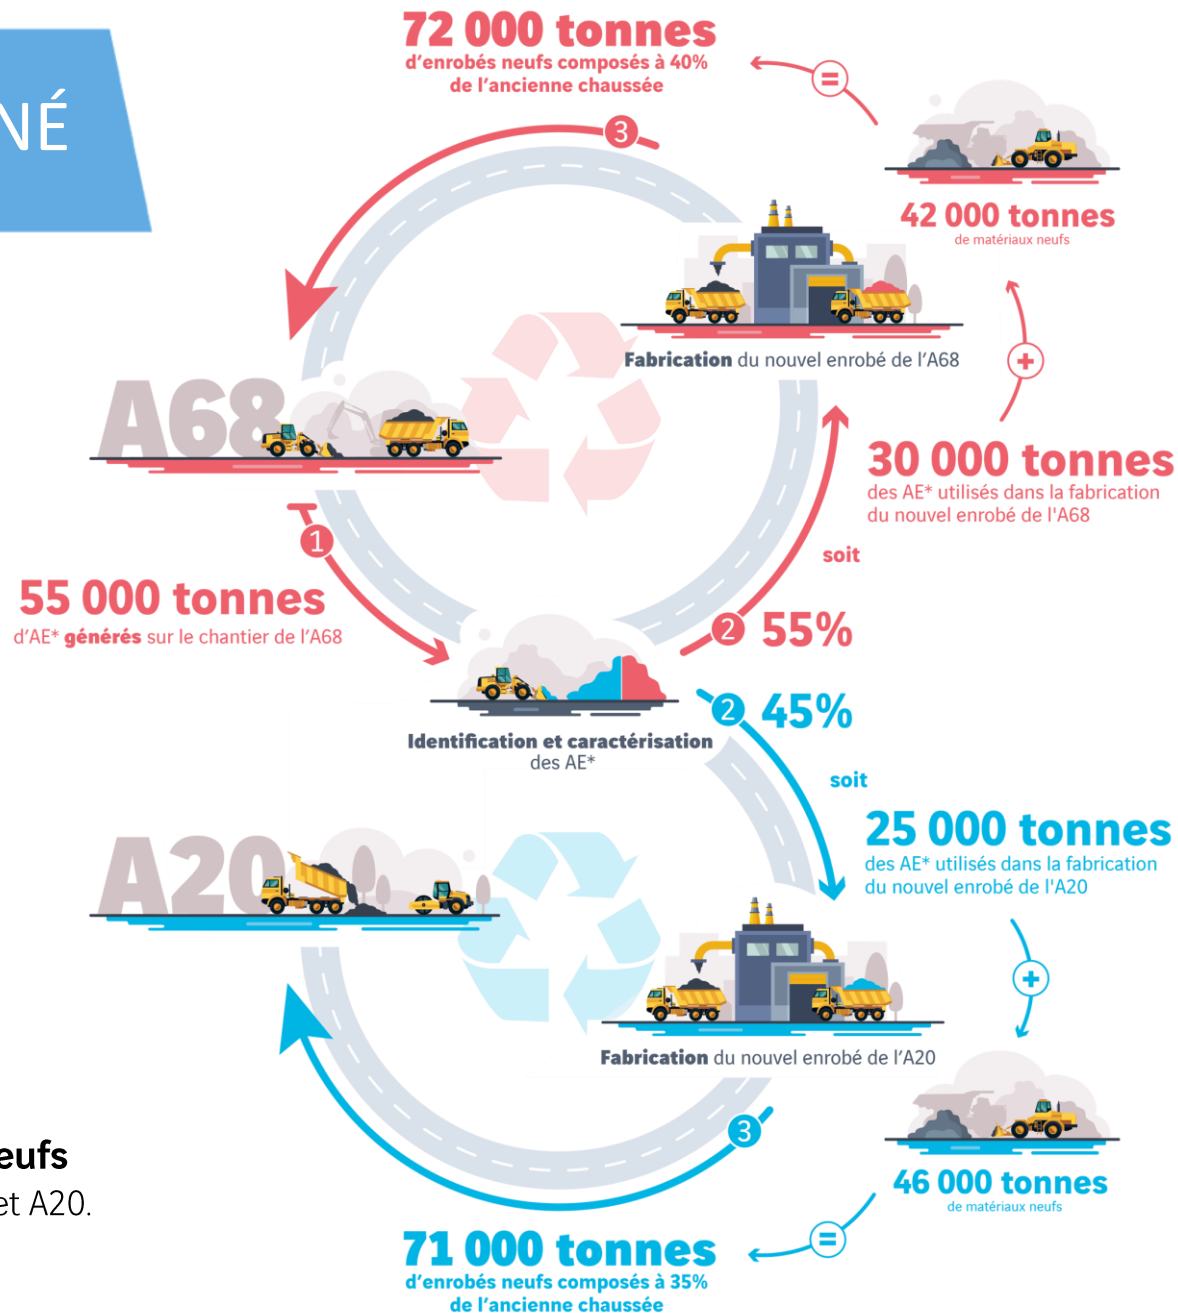 NÉ
72 000 tonnes
d'enrobés neufs composés à 40%
de l'ancienne chaussée
=
3
42 000 tonnes
de matériaux neufs
Fabrication du nouvel enrobé de l'A68
+
A68
30 000 tonnes
des AE* utilisés dans la fabrication
du nouvel enrobé de l'A68
1
soit
55 000 tonnes
d'AE* générés sur le chantier de l'A68
2 55%
2 45%
Identification et caractérisation
des AE*
soit
25 000 tonnes
des AE* utilisés dans la fabrication
du nouvel enrobé de l'A20
A20
+
Fabrication du nouvel enrobé de l'A20
3
eufs
et A20.
46 000 tonnes
de matériaux neufs
=
71 000 tonnes
d'enrobés neufs composés à 35%
de l'ancienne chaussée